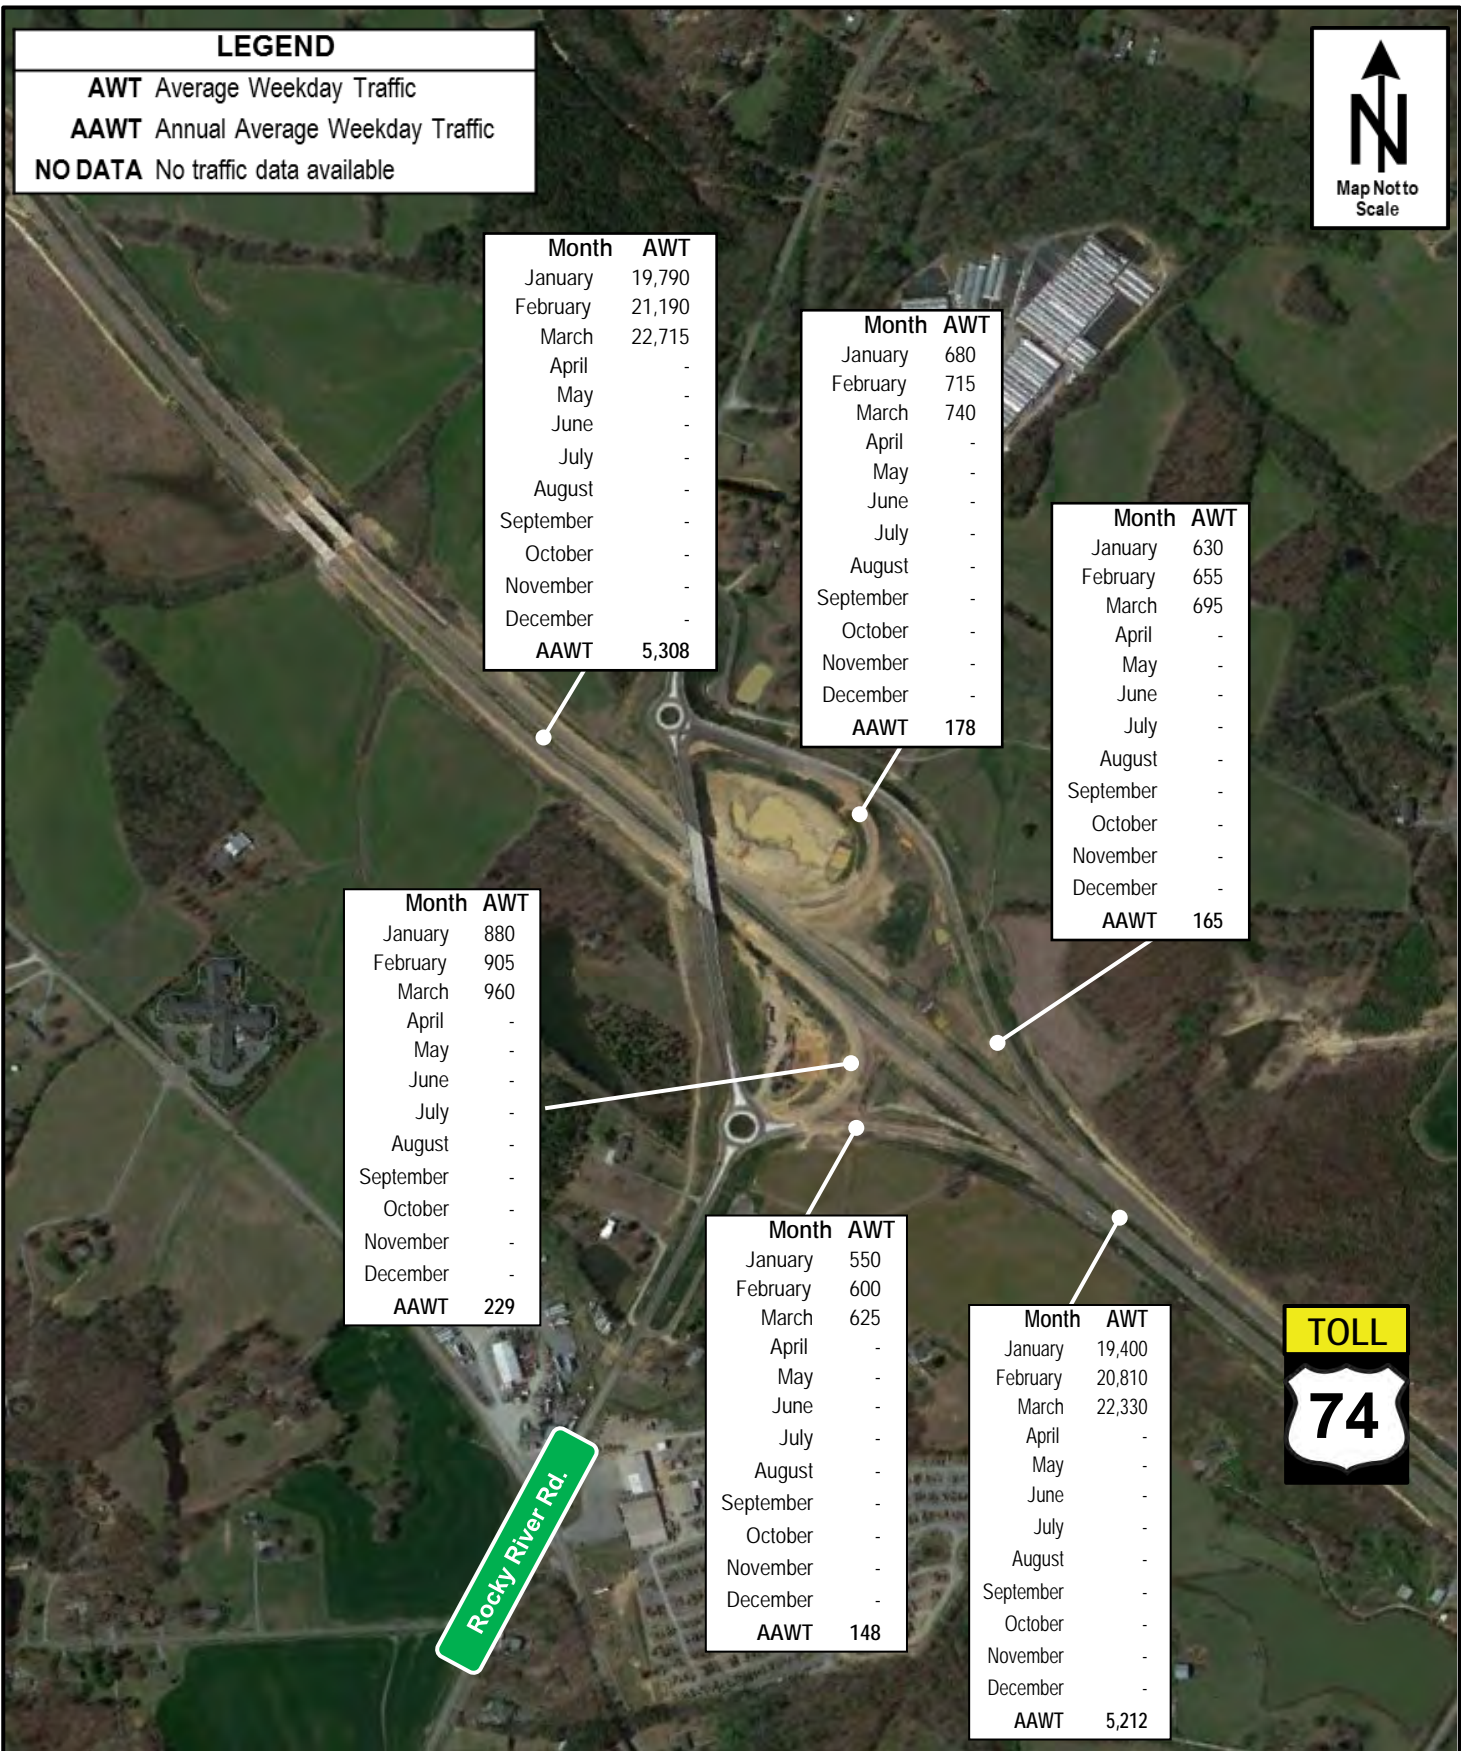 LEGEND
AWT Average Weekday Traffic
AAWT Annual Average Weekday Traffic
NO DATA No traffic data available
N
Map Not to
Scale
Month AWT
January 19,790
February 21,190
March 22,715
April -
May -
June -
July -
August -
September -
October -
November -
December -
AAWT 5,308
Month AWT
January 680
February 715
March 740
April -
May -
June -
July -
August -
September -
October -
November -
December -
AAWT 178
Month AWT
January 630
February 655
March 695
April -
May -
June -
July -
August -
September -
October -
November -
December -
AAWT 165
Month AWT
January 880
February 905
March 960
April -
May -
June -
July -
August -
September -
October -
November -
December -
AAWT 229
Month AWT
January 550
February 600
March 625
April -
May -
June -
July -
August -
September -
October -
November -
December -
AAWT 148
Month AWT
January 19,400
February 20,810
March 22,330
April -
May -
June -
July -
August -
September -
October -
November -
December -
AAWT 5,212
TOLL
74
Rocky River Rd.